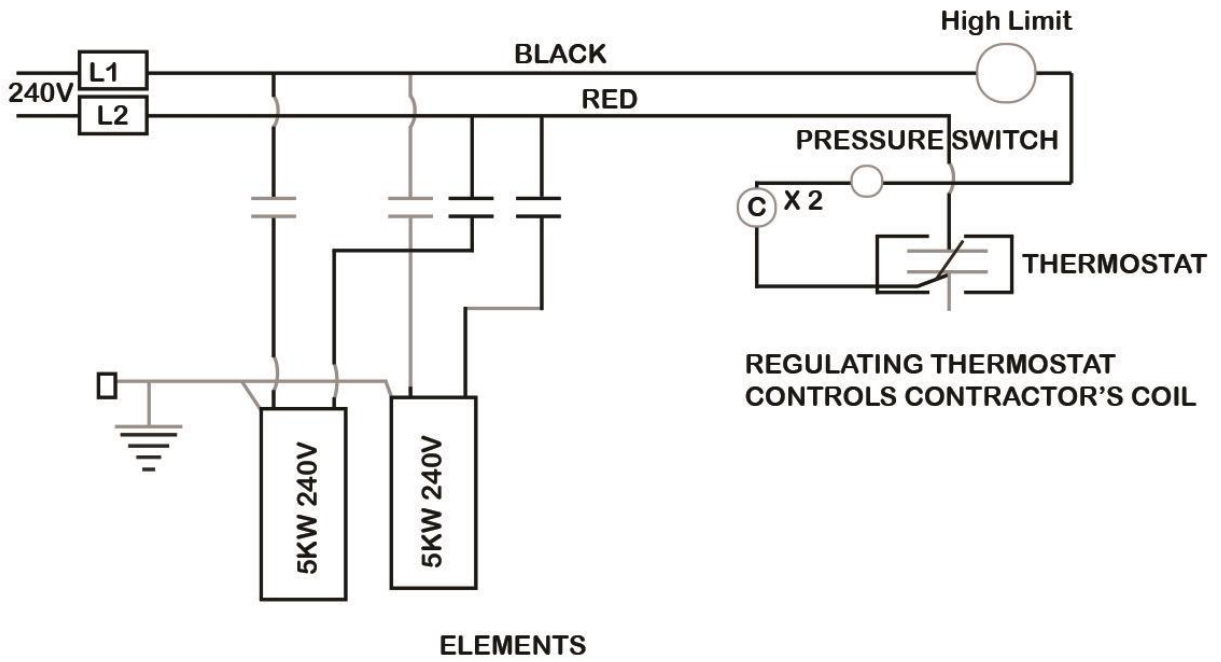 High Limit
BLACK
L1
240V
RED
L2
PRESSURE SWITCH
C X 2
THERMOSTAT
REGULATING THERMOSTAT
CONTROLS CONTRACTOR'S COIL
5KW 240V
5KW 240V
ELEMENTS